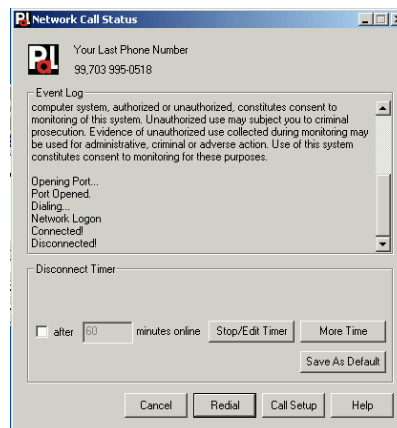 Network Call Status
Pdl
Your Last Phone Number
99,703 995-0518
Event Log
computer system, authorized or unauthorized, constitutes consent to
monitoring of this system. Unauthorized use may subject you to criminal
prosecution. Evidence of unauthorized use collected during monitoring may
be used for administrative, criminal or adverse action. Use of this system
constitutes consent to monitoring for these purposes.
Opening Port...
Port Opened.
Dialing...
Network Logon
Connected!
Disconnected!
Disconnect Timer
after 60 minutes online Stop/Edit Timer More Time
Save As Default
Cancel Redial Call Setup Help